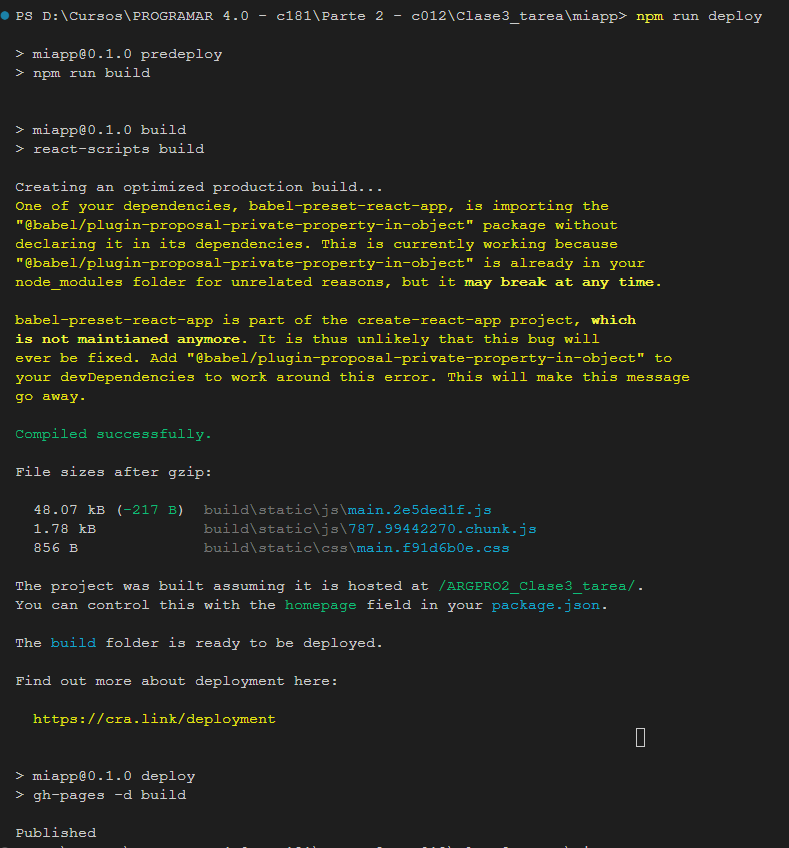 PS D:\Cursos\PROGRAMAR 4.0 - c181\Parte 2 - c012\Clase3_tarea\miapp> npm run deploy
> miapp@0.1.0 predeploy
> npm run build
> miapp@0.1.0 build
> react-scripts build
Creating an optimized production build...
One of your dependencies, babel-preset-react-app, is importing the
"@babel/plugin-proposal-private-property-in-object" package without
declaring it in its dependencies. This is currently working because
"@babel/plugin-proposal-private-property-in-object" is already in your
node_modules folder for unrelated reasons, but it may break at any time.
babel-preset-react-app is part of the create-react-app project, which
is not maintianed anymore. It is thus unlikely that this bug will
ever be fixed. Add "@babel/plugin-proposal-private-property-in-object" to
your devDependencies to work around this error. This will make this message
go away.
Compiled successfully.
File sizes after gzip:
48.07 kB (-217 B)  build\static\js\main.2e5ded1f.js
1.78 kB            build\static\js\787.99442270.chunk.js
856 B              build\static\css\main.f91d6b0e.css
The project was built assuming it is hosted at /ARGPRO2_Clase3_tarea/.
You can control this with the homepage field in your package.json.
The build folder is ready to be deployed.
Find out more about deployment here:
https://cra.link/deployment
> miapp@0.1.0 deploy
> gh-pages -d build
Published